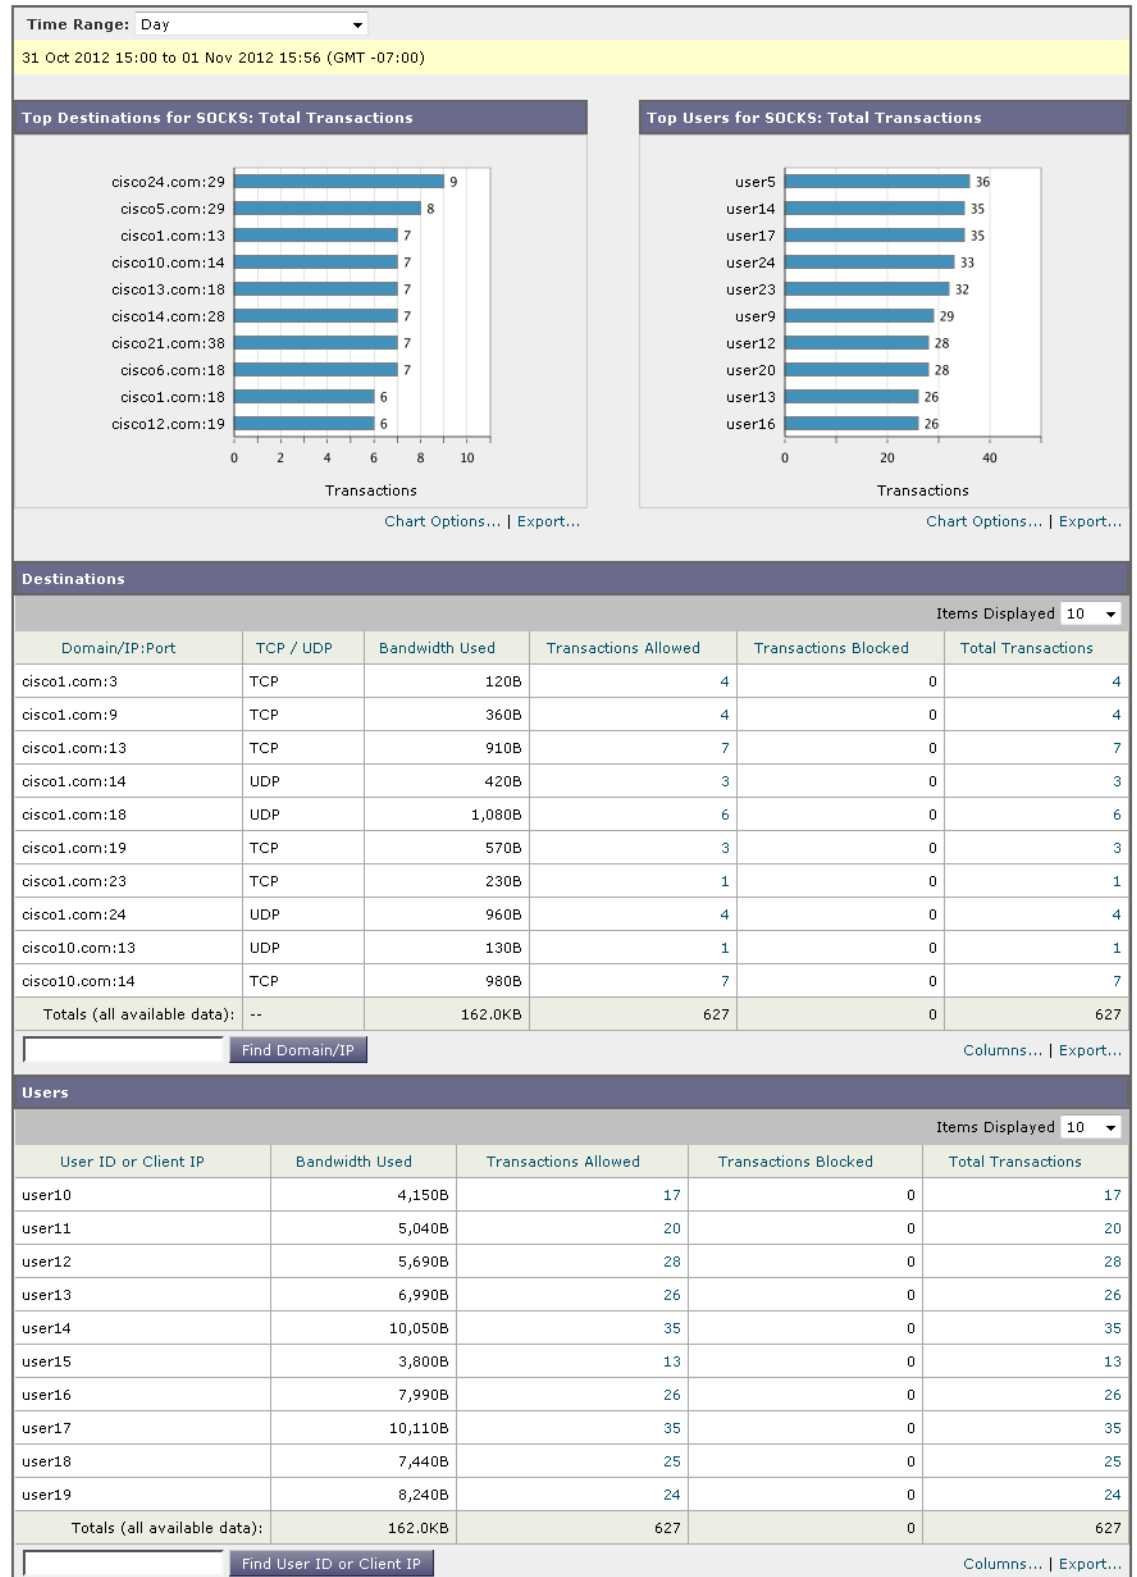 Time Range: Day
31 Oct 2012 15:00 to 01 Nov 2012 15:56 (GMT -07:00)
Top Destinations for SOCKS: Total Transactions
cisco24.com:29 9
cisco5.com:29 8
cisco1.com:13 7
cisco10.com:14 7
cisco13.com:18 7
cisco14.com:28 7
cisco21.com:38 7
cisco6.com:18 7
cisco1.com:18 6
cisco12.com:19 6
0 2 4 6 8 10
Transactions
Chart Options... | Export...
Top Users for SOCKS: Total Transactions
user5 36
user14 35
user17 35
user24 33
user23 32
user9 29
user12 28
user20 28
user13 26
user16 26
0 20 40
Transactions
Chart Options... | Export...
Destinations
Items Displayed 10
Domain/IP:Port TCP / UDP Bandwidth Used Transactions Allowed Transactions Blocked Total Transactions
cisco1.com:3 TCP 120B 4 0 4
cisco1.com:9 TCP 360B 4 0 4
cisco1.com:13 TCP 910B 7 0 7
cisco1.com:14 UDP 420B 3 0 3
cisco1.com:18 UDP 1,080B 6 0 6
cisco1.com:19 TCP 570B 3 0 3
cisco1.com:23 TCP 230B 1 0 1
cisco1.com:24 UDP 960B 4 0 4
cisco10.com:13 UDP 130B 1 0 1
cisco10.com:14 TCP 980B 7 0 7
Totals (all available data): -- 162.0KB 627 0 627
Find Domain/IP Columns... | Export...
Users
Items Displayed 10
User ID or Client IP Bandwidth Used Transactions Allowed Transactions Blocked Total Transactions
user10 4,150B 17 0 17
user11 5,040B 20 0 20
user12 5,690B 28 0 28
user13 6,990B 26 0 26
user14 10,050B 35 0 35
user15 3,800B 13 0 13
user16 7,990B 26 0 26
user17 10,110B 35 0 35
user18 7,440B 25 0 25
user19 8,240B 24 0 24
Totals (all available data): 162.0KB 627 0 627
Find User ID or Client IP Columns... | Export...